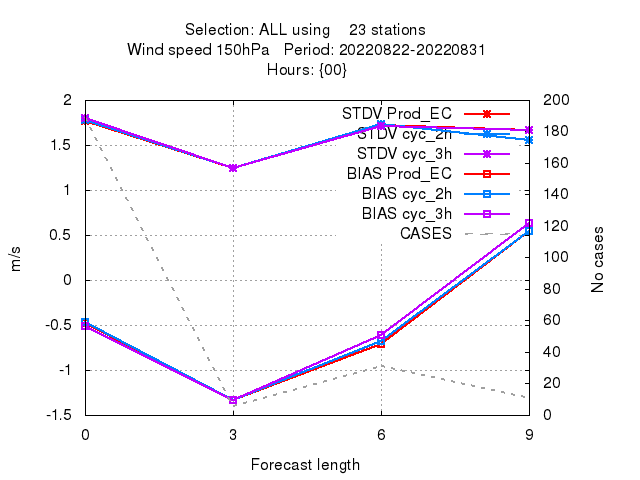 Selection: ALL using 23 stations
Wind speed 150hPa Period: 20220822-20220831
Hours: {00}
2
1.5
1
0.5
0
-0.5
-1
-1.5
m/s
STDV Prod_EC
STDV cyc_2h
STDV cyc_3h
BIAS Prod_EC
BIAS cyc_2h
BIAS cyc_3h
CASES
200
180
160
140
120
100
80
60
40
20
0
No cases
0 3 6 9
Forecast length